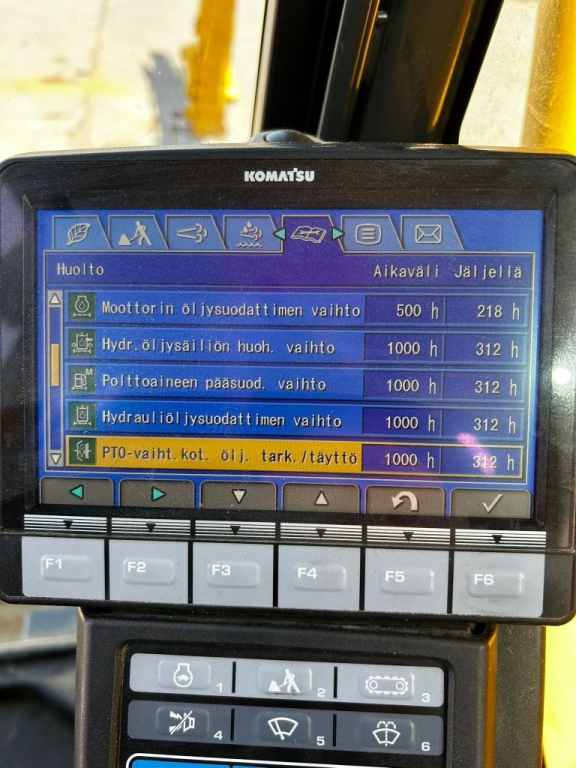 KOMATSU
Huolto Aikaväli Jäljellä
Moottorin öljysuodattimen vaihto 500 h 218 h
Hydr.öljysäiliön huoh. vaihto 1000 h 312 h
M Polttoaineen pääsuod. vaihto 1000 h 312 h
Hydrauliöljysuodattimen vaihto 1000 h 312 h
PTO-vaiht.kot. ölj. tark./täyttö 1000 h 312 h
F1 F2 F3 F4 F5 F6
1 2 3
4 5 6